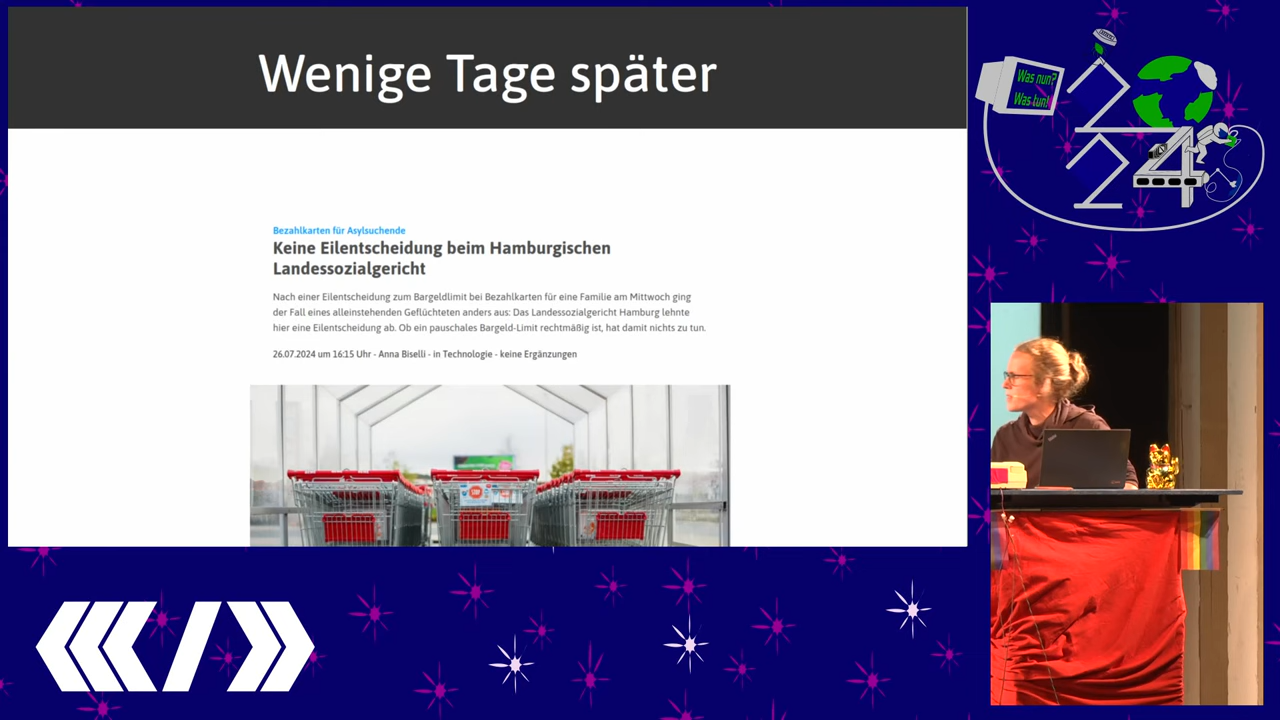 Wenige Tage später
Bezahlkarten für Asylsuchende
Keine Eilentscheidung beim Hamburgischen
Landessozialgericht
Nach einer Eilentscheidung zum Bargeldlimit bei Bezahlkarten für eine Familie am Mittwoch ging
der Fall eines alleinstehenden Geflüchteten anders aus: Das Landessozialgericht Hamburg lehnte
hier eine Eilentscheidung ab. Ob ein pauschales Bargeld-Limit rechtmäßig ist, hat damit nichts zu tun.
26.07.2024 um 16:15 Uhr - Anna Biselli - in Technologie - keine Ergänzungen
Was nun?
Was tun!
2
24